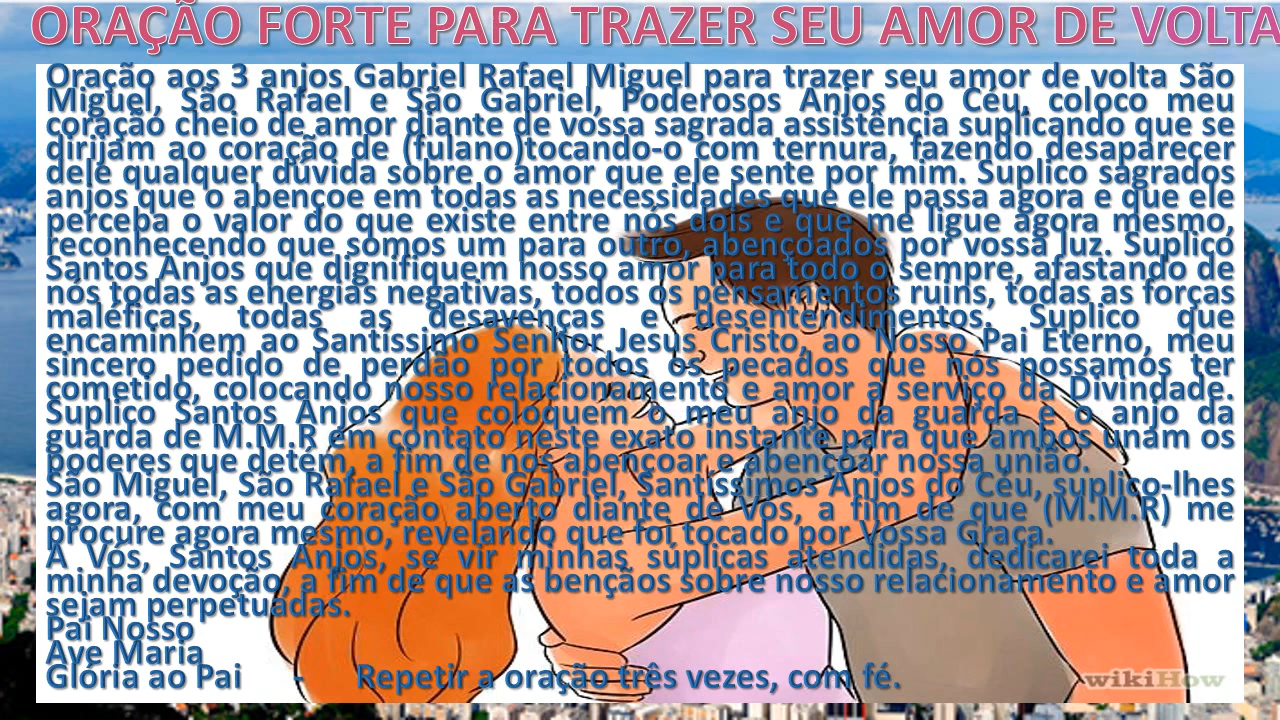 ORAÇÃO FORTE PARA TRAZER SEU AMOR DE VOLTA
Oração aos 3 anjos Gabriel Rafael Miguel para trazer seu amor de volta São
Miguel, São Rafael e São Gabriel, Poderosos Anjos do Céu, coloco meu
coração cheio de amor diante de vossa sagrada assistência suplicando que se
dirijam ao coração de (fulano)tocando-o com ternura, fazendo desaparecer
dele qualquer dúvida sobre o amor que ele sente por mim. Suplico sagrados
anjos que o abençoe em todas as necessidades que ele passa agora e que ele
perceba o valor do que existe entre nós dois e que me ligue agora mesmo,
reconhecendo que somos um para outro, abençoados por vossa luz. Suplico
Santos Anjos que dignifiquem nosso amor para todo o sempre, afastando de
nós todas as energias negativas, todos os pensamentos ruins, todas as forças
maléficas, todas as desavenças e desentendimentos. Suplico que
encaminhem ao Santíssimo Senhor Jesus Cristo, ao Nosso Pai Eterno, meu
sincero pedido de perdão por todos os pecados que nós possamos ter
cometido, colocando nosso relacionamento e amor a serviço da Divindade.
Suplico Santos Anjos que coloquem o meu anjo da guarda e o anjo da
guarda de M.M.R em contato neste exato instante para que ambos unam os
poderes que detém, a fim de nos abençoar e abençoar nossa união.
São Miguel, São Rafael e São Gabriel, Santíssimos Anjos do Céu, suplico-lhes
agora, com meu coração aberto diante de Vós, a fim de que (M.M.R) me
procure agora mesmo, revelando que foi tocado por Vossa Graça.
A Vós, Santos Anjos, se vir minhas súplicas atendidas, dedicarei toda a
minha devoção, a fim de que as bençãos sobre nosso relacionamento e amor
sejam perpetuadas.
Pai Nosso
Ave Maria
Glória ao Pai - Repetir a oração três vezes, com fé.
wikiHow